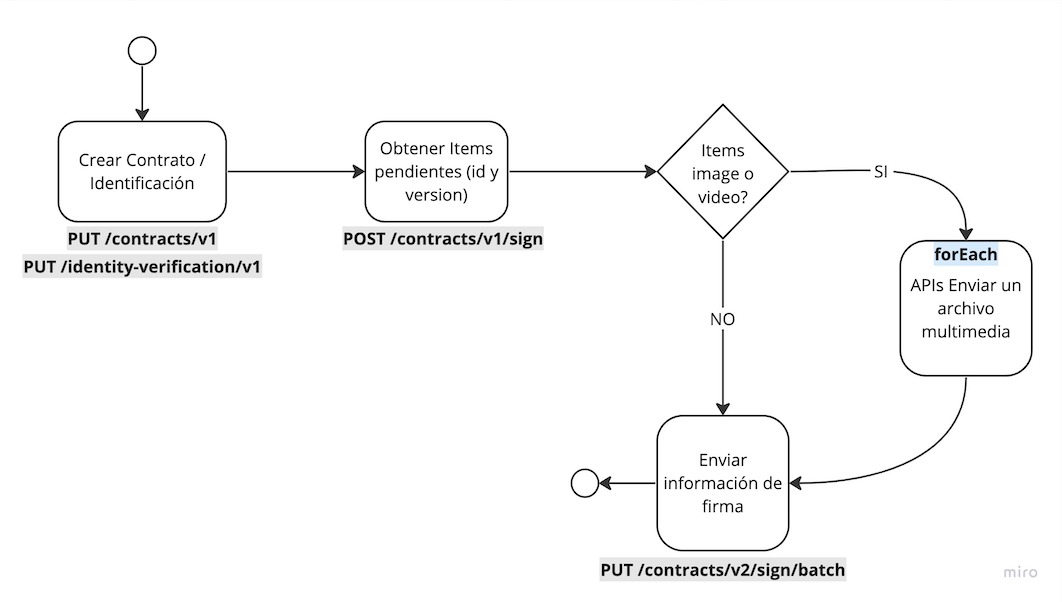 Crear Contrato /
Identificación
PUT /contracts/v1
PUT /identity-verification/v1
Obtener Items
pendientes (id y
version)
POST /contracts/v1/sign
Items
image o
video?
SI
forEach
APIs Enviar un
archivo
multimedia
NO
Enviar
información de
firma
PUT /contracts/v2/sign/batch
miro